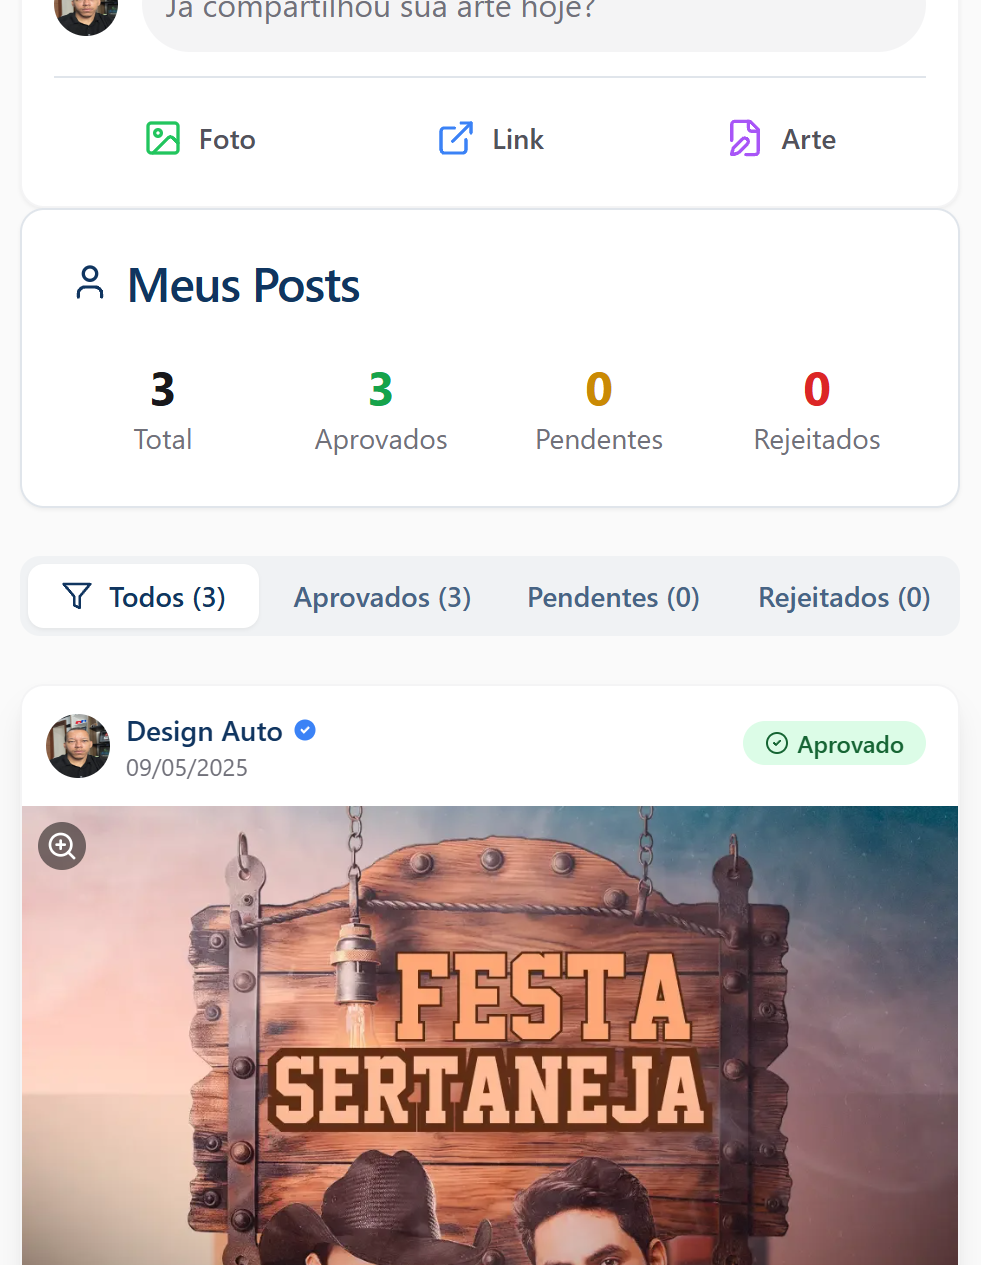 Já compartilhou sua arte hoje?
Foto
Link
Arte
Meus Posts
3
3
0
0
Total
Aprovados
Pendentes
Rejeitados
Todos (3)
Aprovados (3)
Pendentes (0)
Rejeitados (0)
Design Auto
Aprovado
09/05/2025
FESTA
SERTANEJA